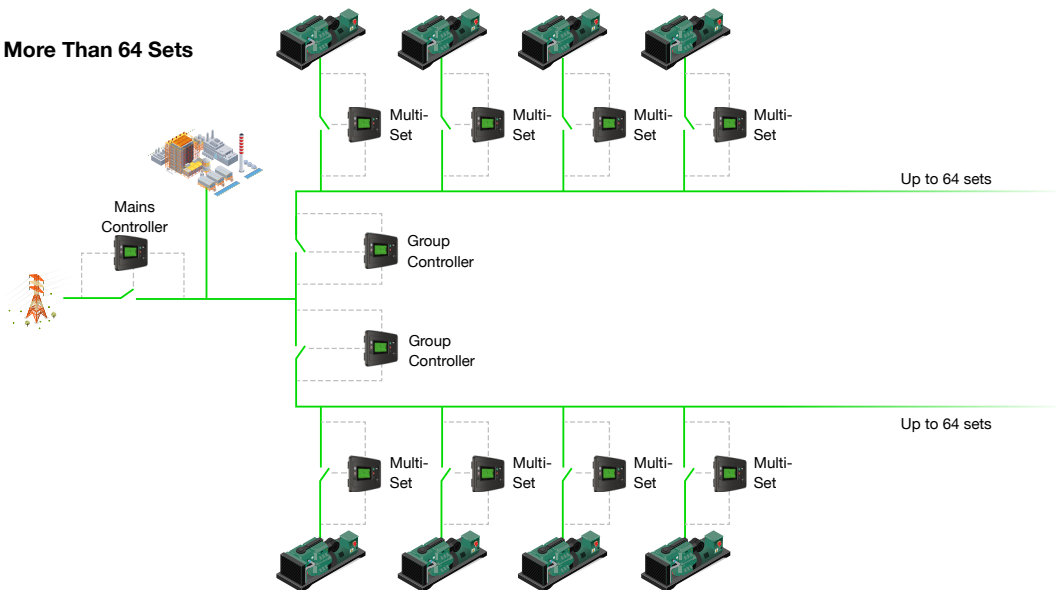 More Than 64 Sets
Multi-
Set
Multi-
Set
Multi-
Set
Multi-
Set
Up to 64 sets
Mains
Controller
Group
Controller
Group
Controller
Up to 64 sets
Multi-
Set
Multi-
Set
Multi-
Set
Multi-
Set